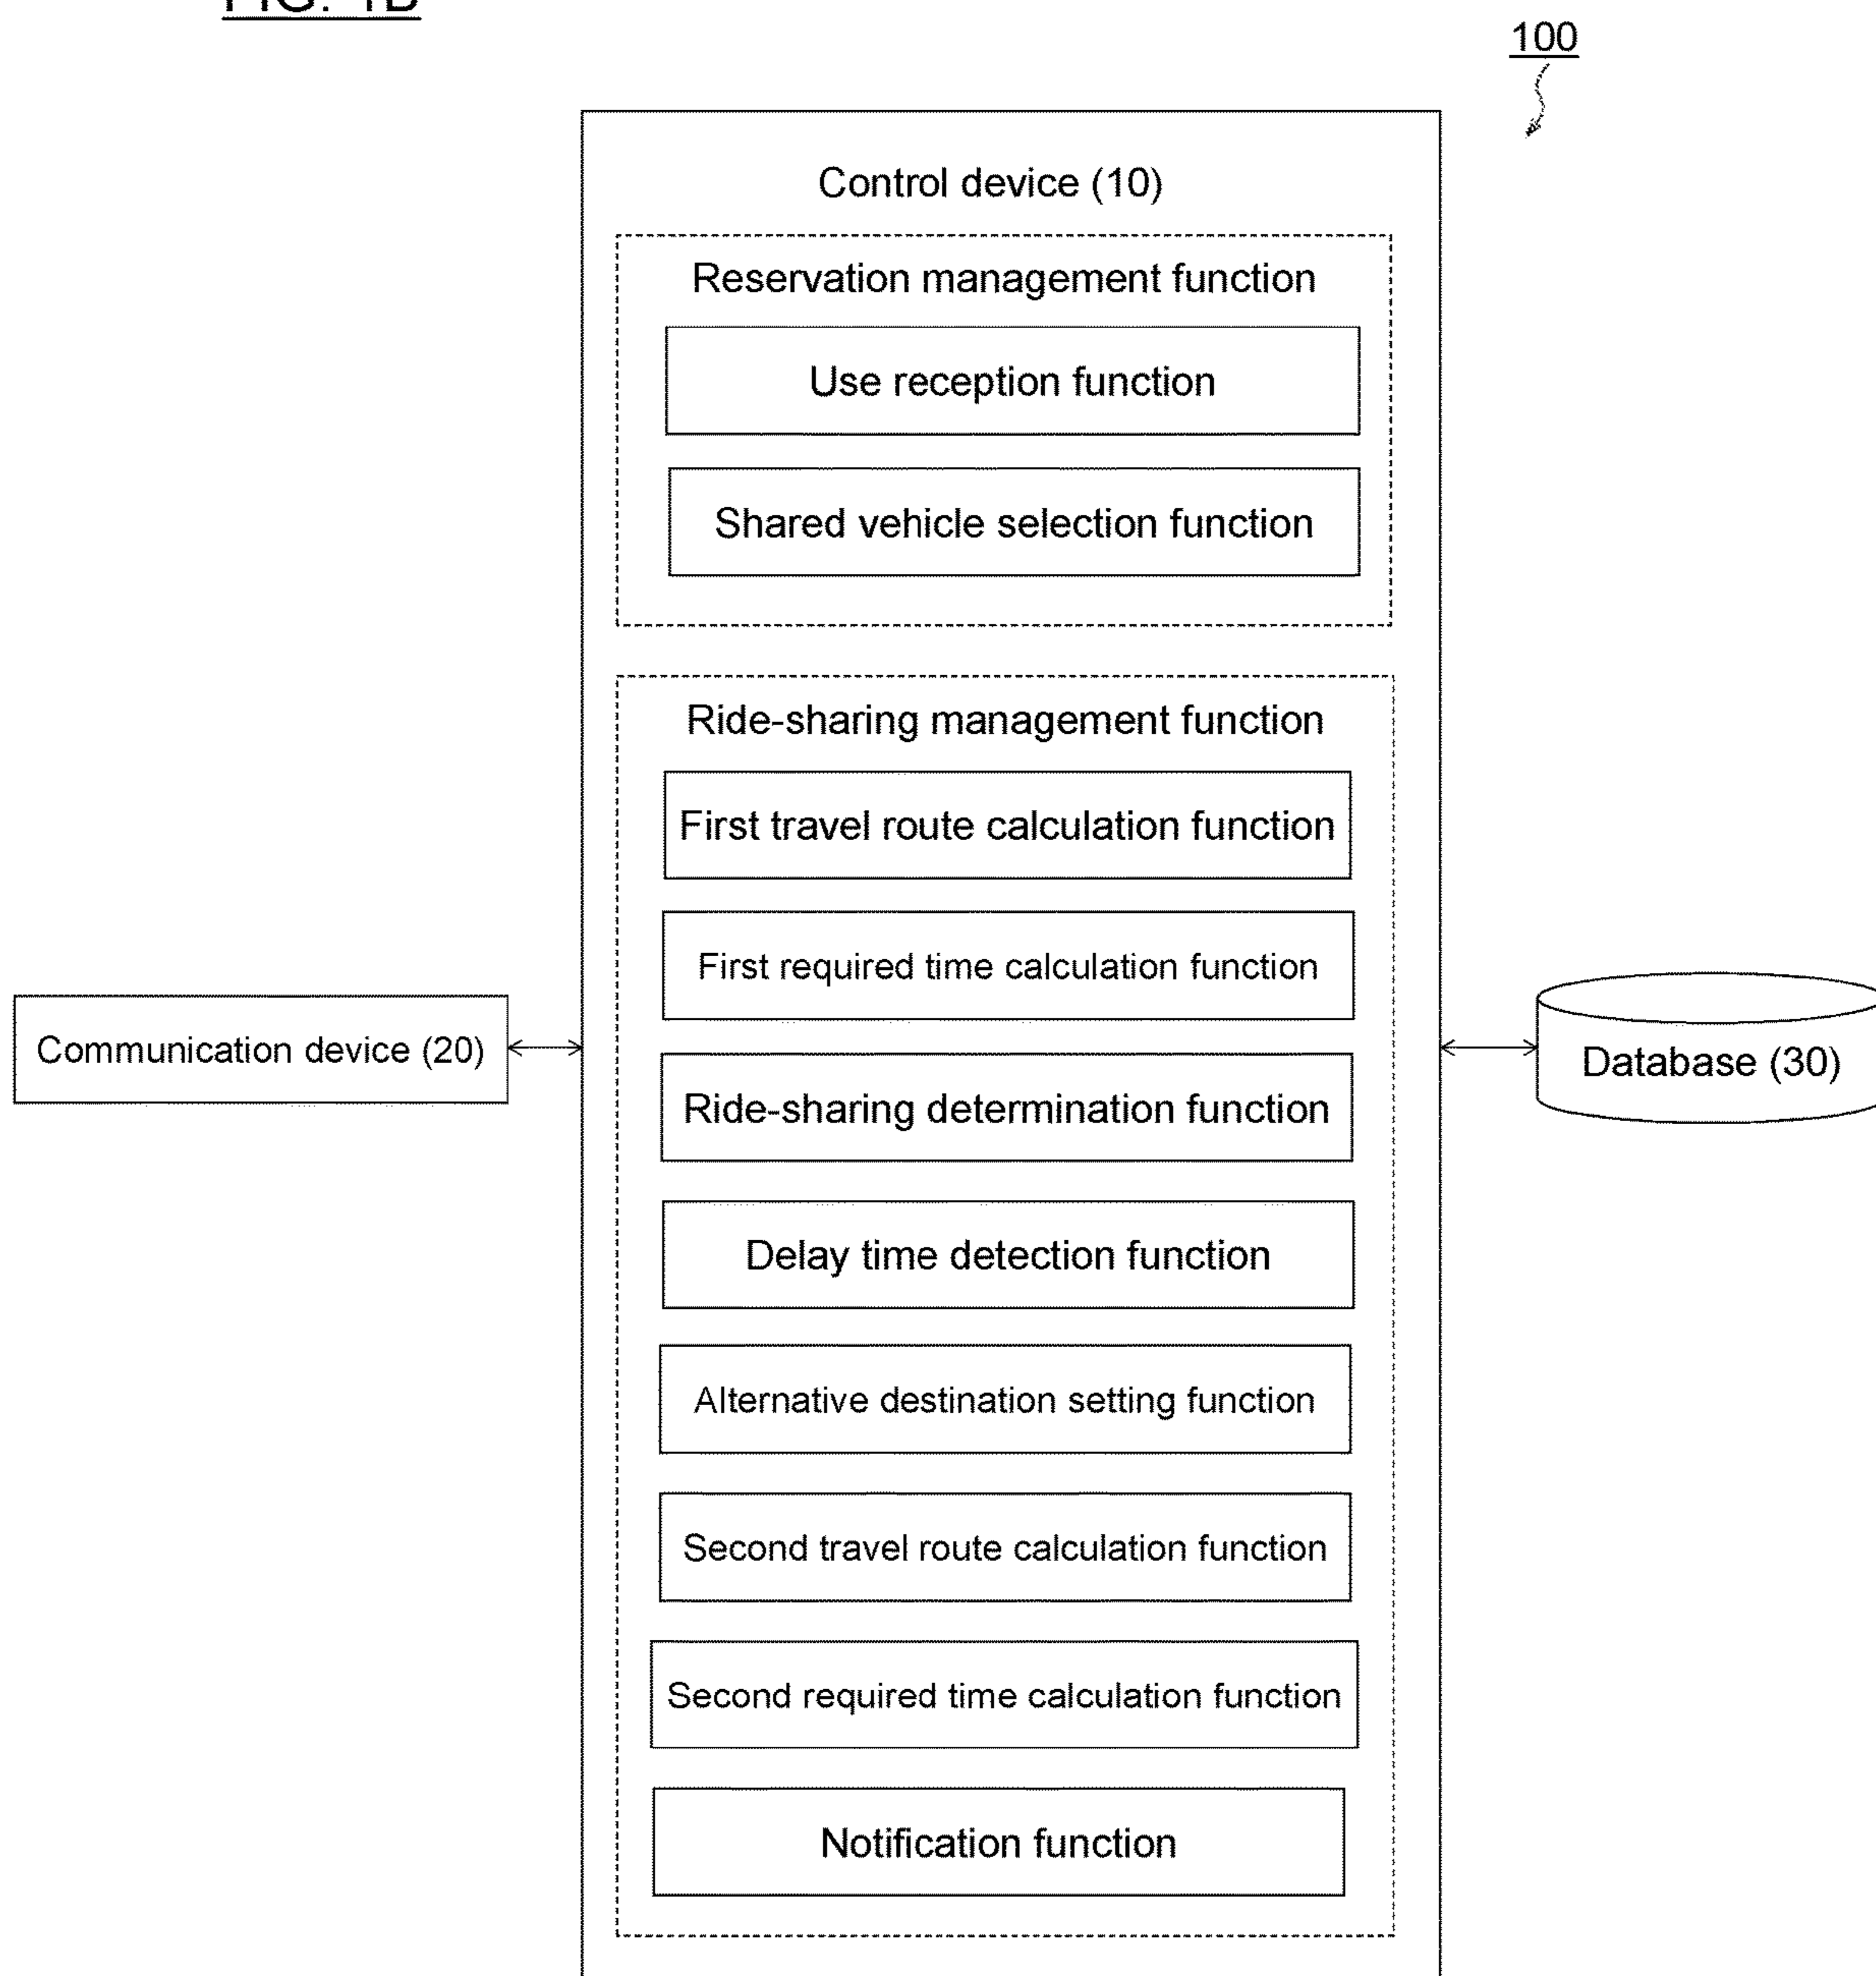 FIG. 1B
100
Control device (10)
Reservation management function
Use reception function
Shared vehicle selection function
Ride-sharing management function
First travel route calculation function
First required time calculation function
Communication device (20)
Database (30)
Ride-sharing determination function
Delay time detection function
Alternative destination setting function
Second travel route calculation function
Second required time calculation function
Notification function